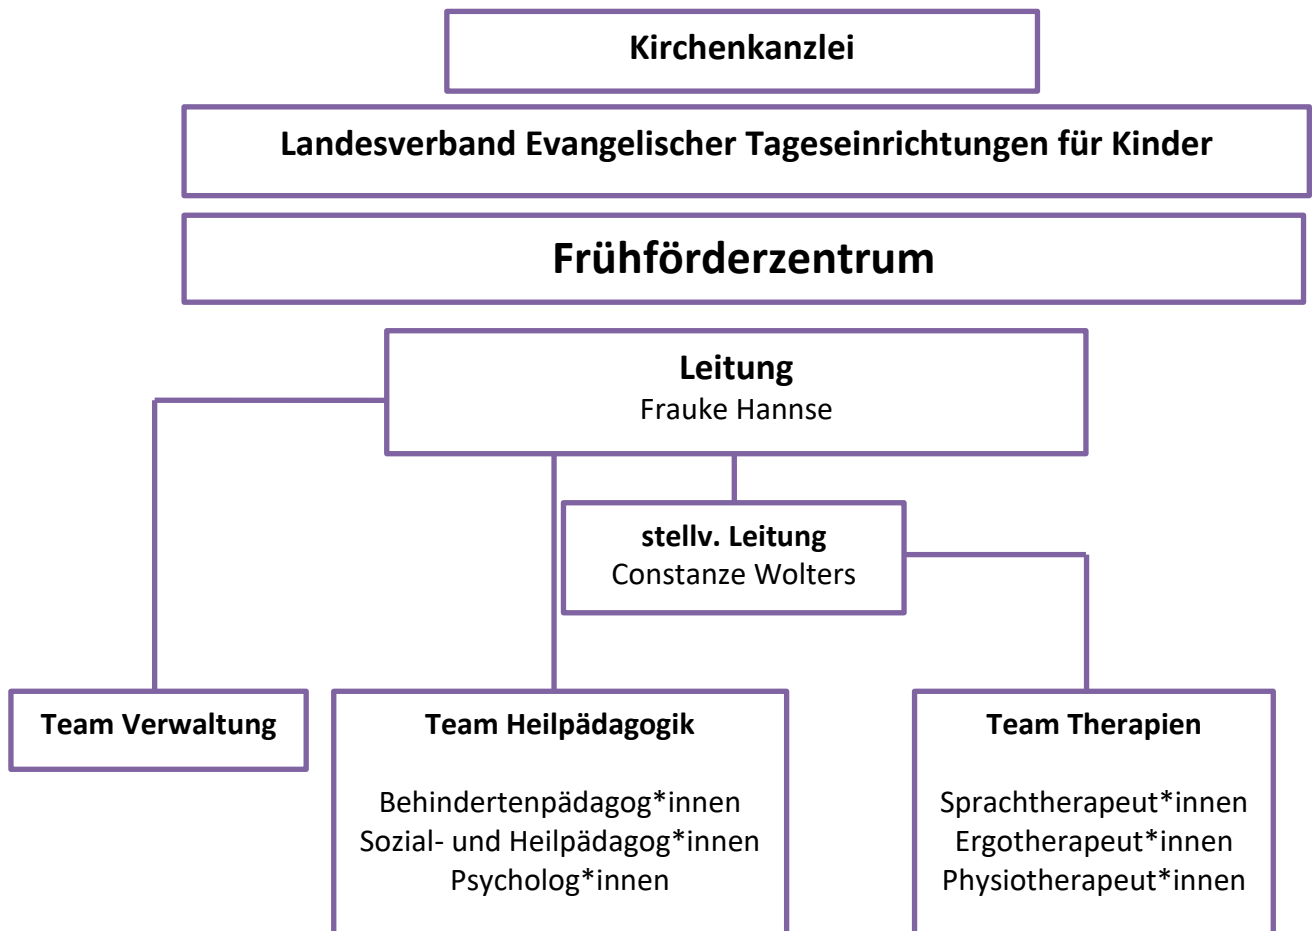 Kirchenkanzlei
Landesverband Evangelischer Tageseinrichtungen für Kinder
Frühförderzentrum
Leitung
Frauke Hannse
stellv. Leitung
Constanze Wolters
Team Verwaltung
Team Heilpädagogik
Behindertenpädagog*innen
Sozial- und Heilpädagog*innen
Psycholog*innen
Team Therapien
Sprachtherapeut*innen
Ergotherapeut*innen
Physiotherapeut*innen